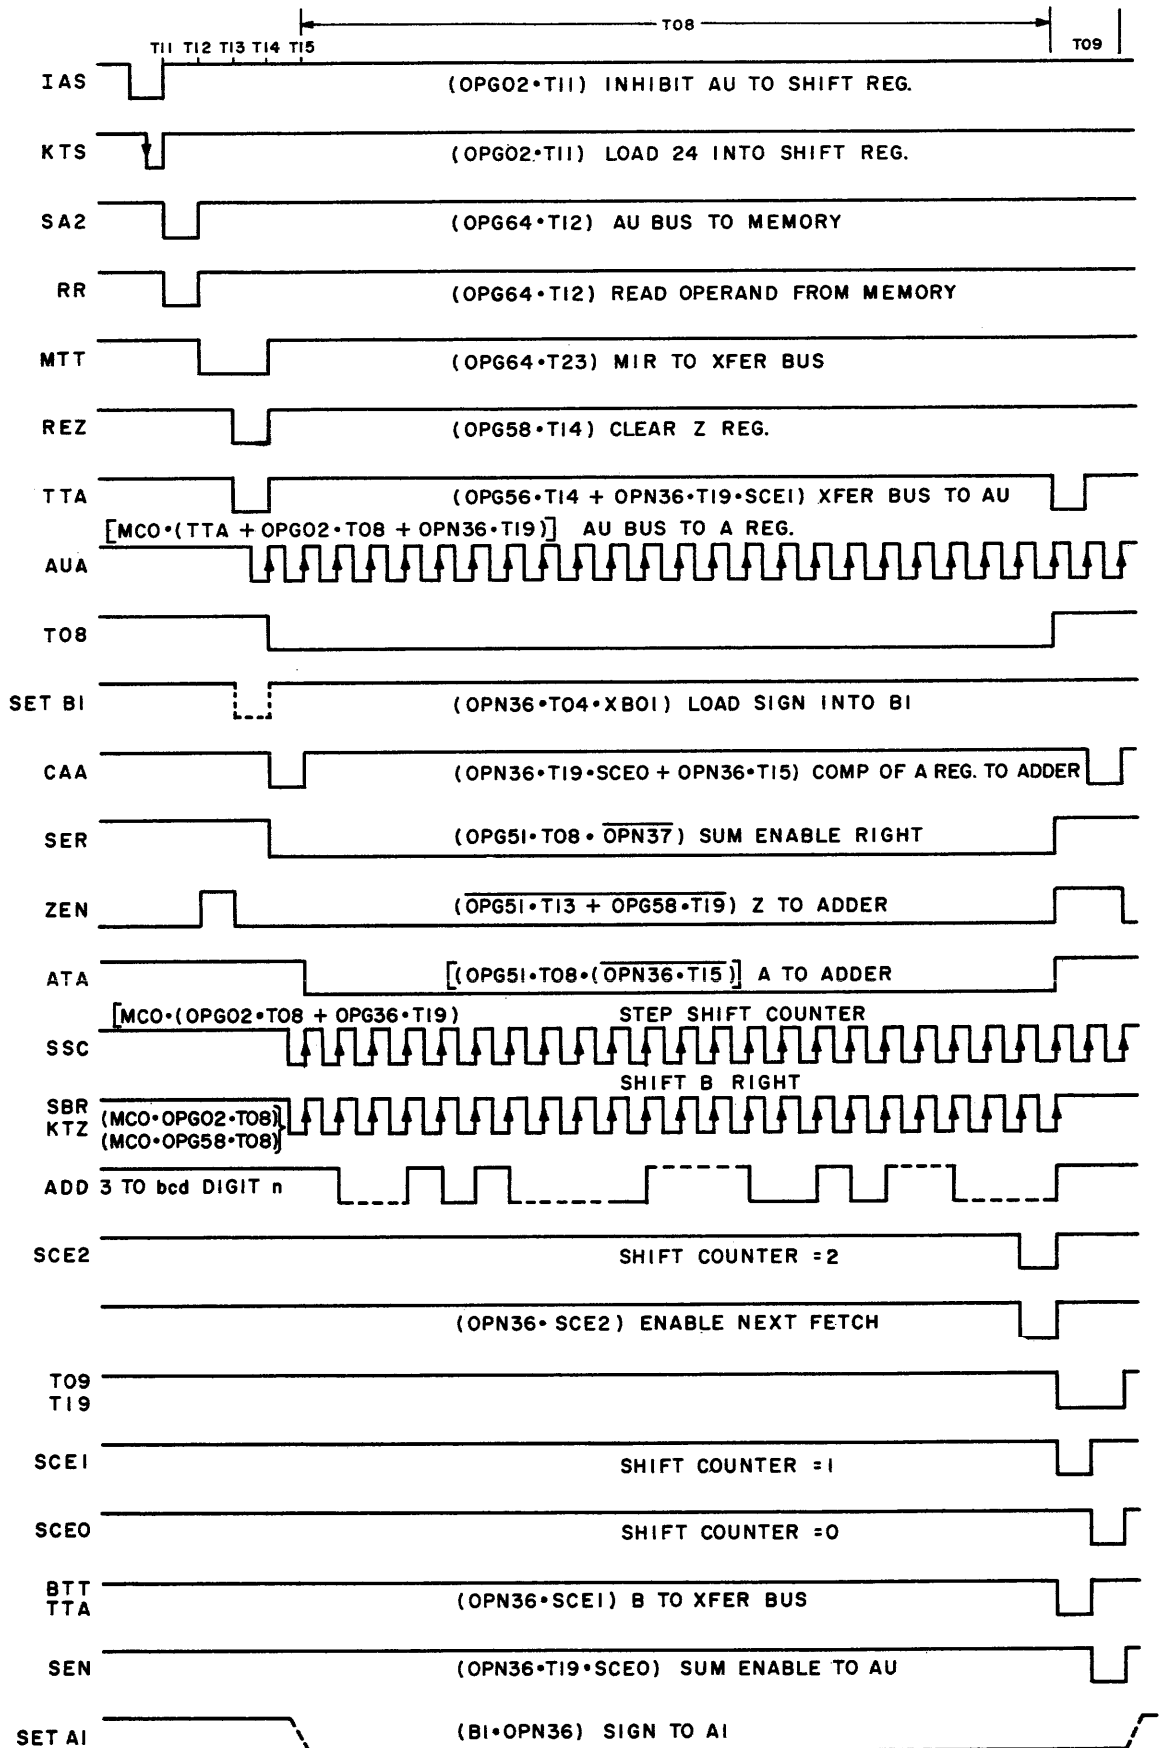 T08
T11 T12 T13 T14 T15
T09
IAS (OPG02•T11) INHIBIT AU TO SHIFT REG.
KTS (OPG02•T11) LOAD 24 INTO SHIFT REG.
SA2 (OPG64•T12) AU BUS TO MEMORY
RR (OPG64•T12) READ OPERAND FROM MEMORY
MTT (OPG64•T23) MIR TO XFER BUS
REZ (OPG58•T14) CLEAR Z REG.
TTA (OPG56•T14 + OPN36•T19•SCE1) XFER BUS TO AU
[MCO•(TTA + OPG02•T08 + OPN36•T19)] AU BUS TO A REG.
AUA
T08
SET B1 (OPN36•T04•XB01) LOAD SIGN INTO B1
CAA (OPN36•T19•SCE0 + OPN36•T15) COMP OF A REG. TO ADDER
SER (OPG51•T08•OPN37) SUM ENABLE RIGHT
ZEN (OPG51•T13 + OPG58•T19) Z TO ADDER
ATA [(OPG51•T08•(OPN36•T15)] A TO ADDER
[MCO•(OPG02•T08 + OPG36•T19) STEP SHIFT COUNTER
SSC
SHIFT B RIGHT
SBR (MCO•OPG02•T08)
KTZ (MCO•OPG58•T08)
ADD 3 TO bcd DIGIT n
SCE2 SHIFT COUNTER =2
(OPN36• SCE2) ENABLE NEXT FETCH
T09
T19
SCE1 SHIFT COUNTER =1
SCE0 SHIFT COUNTER =0
BTT
TTA (OPN36•SCE1) B TO XFER BUS
SEN (OPN36•T19•SCE0) SUM ENABLE TO AU
SET A1 (B1•OPN36) SIGN TO A1